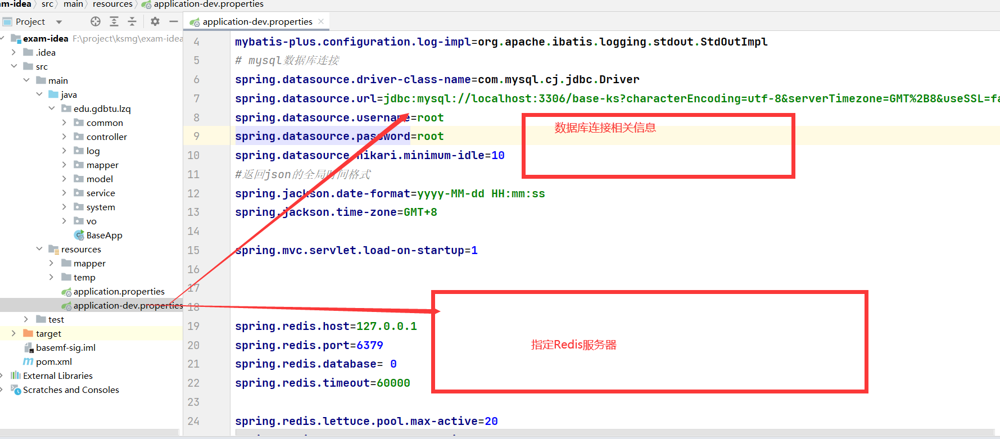 am-idea 〉 src 〉 main 〉 resources 〉 application-dev.properties
Project
application-dev.properties
exam-idea F:\project\ksmg\exam-idea
.idea
src
main
java
edu.gdbtu.lzq
common
controller
log
mapper
model
service
system
vo
BaseApp
resources
mapper
temp
application.properties
application-dev.properties
test
target
basemf-sig.iml
pom.xml
External Libraries
Scratches and Consoles
4 mybatis-plus.configuration.log-impl=org.apache.ibatis.logging.stdout.StdOutImpl
5 # mysql数据库连接
6 spring.datasource.driver-class-name=com.mysql.cj.jdbc.Driver
7 spring.datasource.url=jdbc:mysql://localhost:3306/base-ks?characterEncoding=utf-8&serverTimezone=GMT%2B8&useSSL=fa
8 spring.datasource.username=root
9 spring.datasource.password=root
10 spring.datasource.hikari.minimum-idle=10
11 #返回json的全局时间格式
12 spring.jackson.date-format=yyyy-MM-dd HH:mm:ss
13 spring.jackson.time-zone=GMT+8
14
15 spring.mvc.servlet.load-on-startup=1
16
17
18
19 spring.redis.host=127.0.0.1
20 spring.redis.port=6379
21 spring.redis.database= 0
22 spring.redis.timeout=60000
23
24 spring.redis.lettuce.pool.max-active=20
数据库连接相关信息
指定Redis服务器